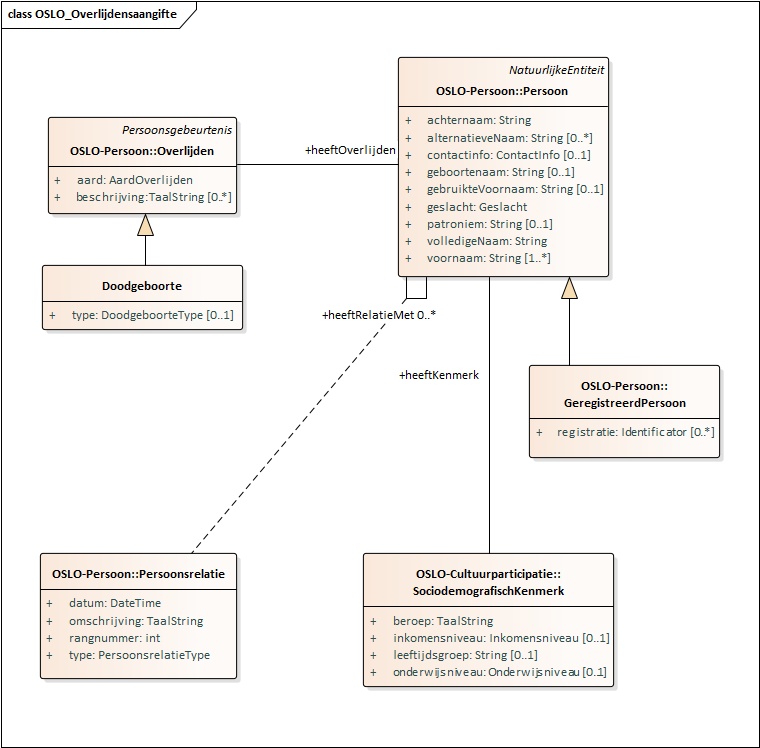 class OSLO_Overlijdensaangifte
NatuurlijkeEntiteit
OSLO-Persoon::Persoon
+ achternaam: String
+ alternatieveNaam: String [0..*]
+ contactinfo: ContactInfo [0..1]
+ geboortenaam: String [0..1]
+ gebruikteVoornaam: String [0..1]
+ geslacht: Geslacht
+ patroniem: String [0..1]
+ volledigeNaam: String
+ voornaam: String [1..*]
Persoonsgebeurtenis
OSLO-Persoon::Overlijden
+ aard: AardOverlijden
+ beschrijving:TaalString [0..*]
+heeftOverlijden
Doodgeboorte
+ type: DoodgeboorteType [0..1]
+heeftRelatieMet 0..*
+heeftKenmerk
OSLO-Persoon::
GeregistreerdPersoon
+ registratie: Identificator [0..*]
OSLO-Persoon::Persoonsrelatie
+ datum: DateTime
+ omschrijving: TaalString
+ rangnummer: int
+ type: PersoonsrelatieType
OSLO-Cultuurparticipatie::
SociodemografischKenmerk
+ beroep: TaalString
+ inkomensniveau: Inkomensniveau [0..1]
+ leeftijdsgroep: String [0..1]
+ onderwijsniveau: Onderwijsniveau [0.1]